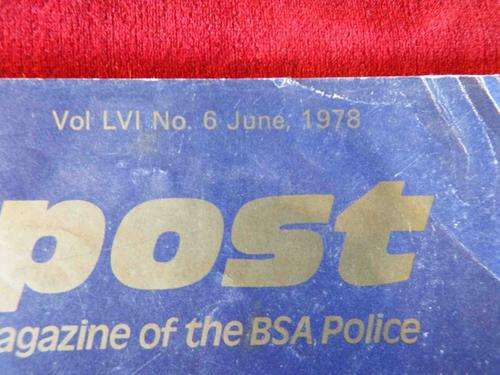 Vol LVI No. 6 June, 1978
post
agazine of the BSA Police